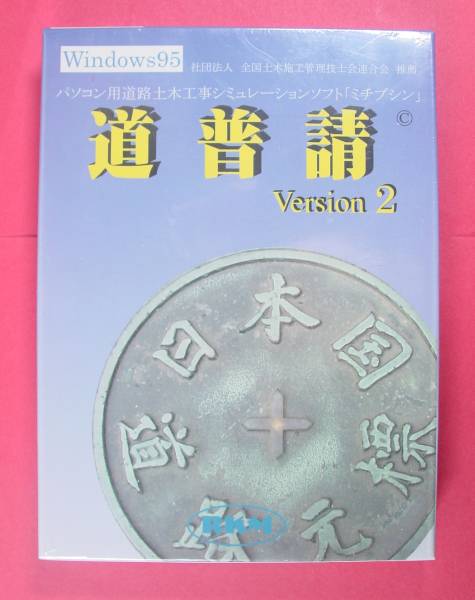 Windows95
社団法人 全国土木施工管理技士会連合会 推薦
パソコン用道路土木工事シミュレーションソフト「ミチブシン」
道普請
©
Version 2
日本国道路元標
RKM